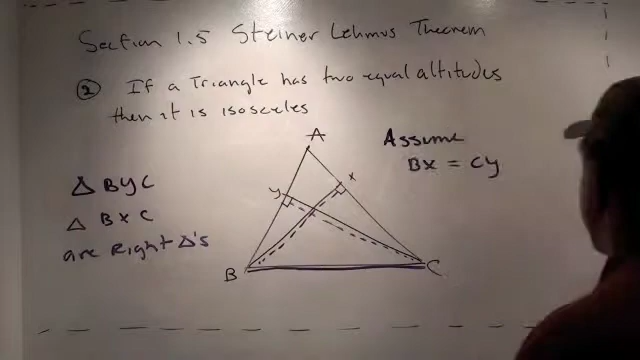 Section 1.5 Steiner Lehmus Theorem
② If a Triangle has two equal altitudes
then it is isosceles
A
Assume
BX = CY
X
Y
△ BYC
△ BXC
are Right △'s
B
C